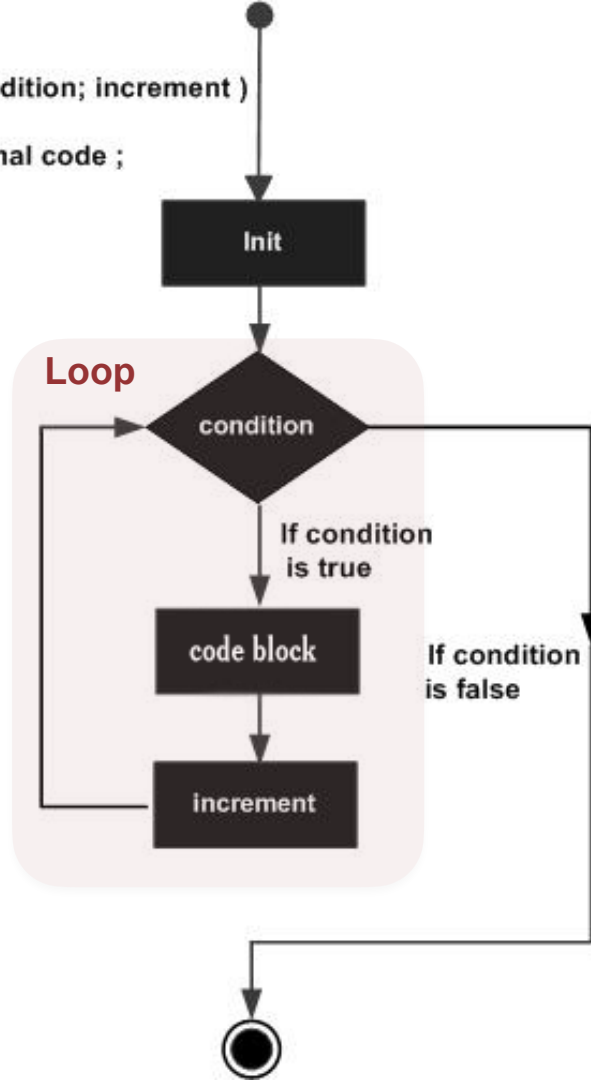 dition; increment )
nal code ;
Init
Loop
condition
If condition
is true
code block
If condition
is false
increment